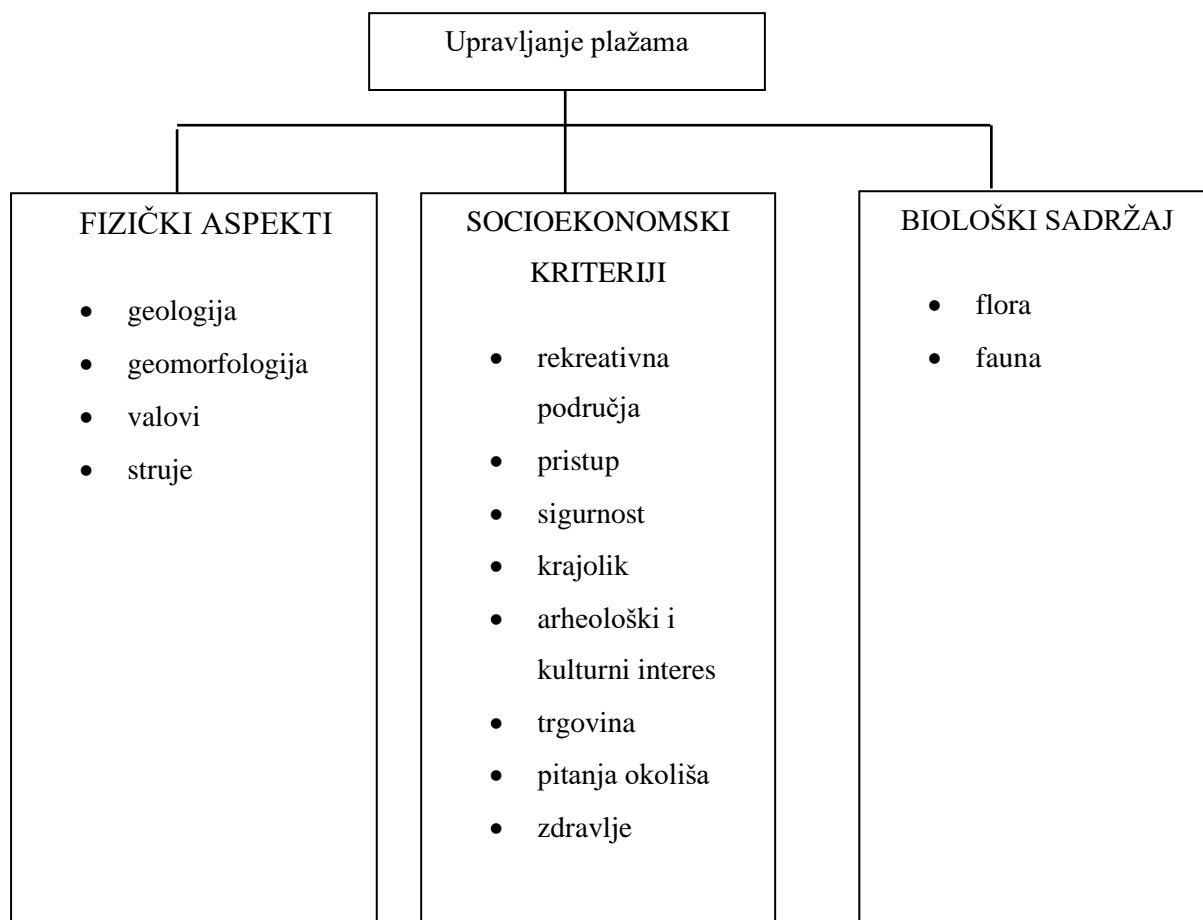 Upravljanje plažama
FIZIČKI ASPEKTI
• geologija
• geomorfologija
• valovi
• struje
SOCIOEKONOMSKI
KRITERIJI
• rekreativna
područja
• pristup
• sigurnost
• krajolik
• arheološki i
kulturni interes
• trgovina
• pitanja okoliša
• zdravlje
BIOLOŠKI SADRŽAJ
• flora
• fauna